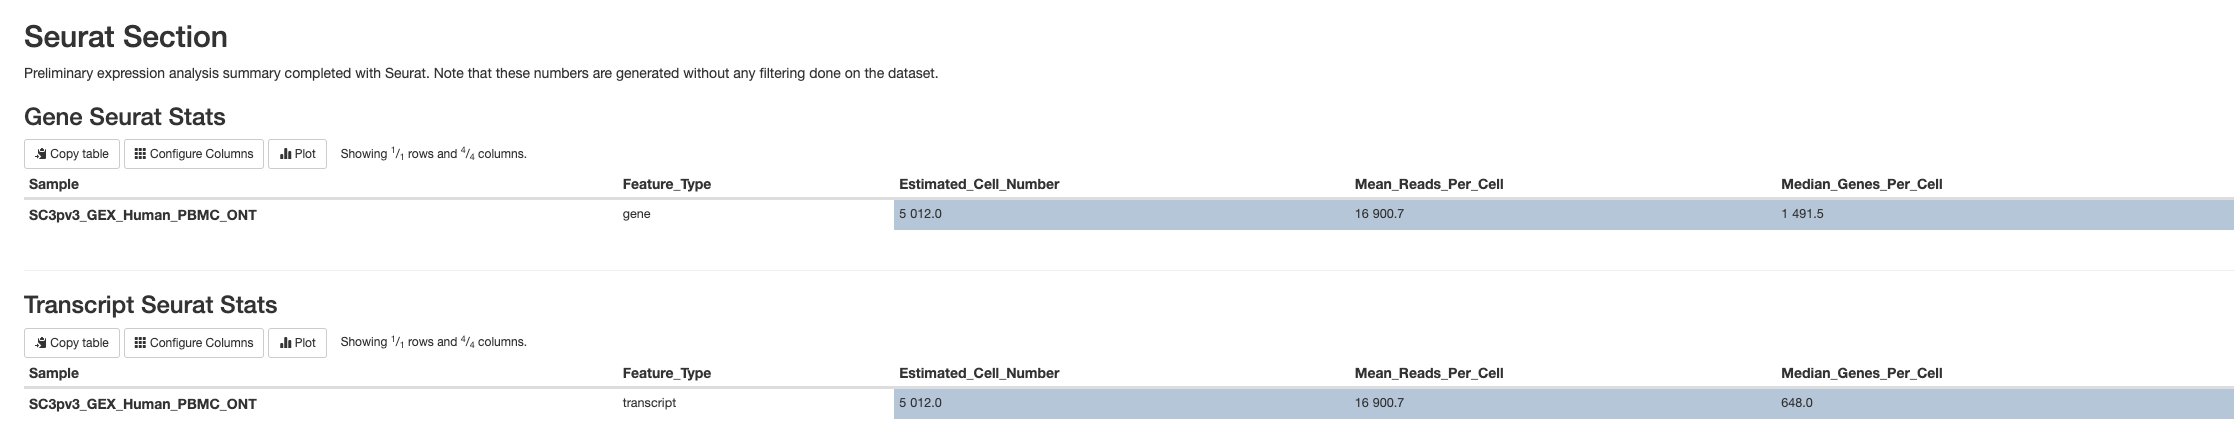 Seurat Section
Preliminary expression analysis summary completed with Seurat. Note that these numbers are generated without any filtering done on the dataset.
Gene Seurat Stats
Copy table Configure Columns Plot Showing 1/1 rows and 4/4 columns.
Sample Feature_Type Estimated_Cell_Number Mean_Reads_Per_Cell Median_Genes_Per_Cell
SC3pv3_GEX_Human_PBMC_ONT gene 5 012.0 16 900.7 1 491.5
Transcript Seurat Stats
Copy table Configure Columns Plot Showing 1/1 rows and 4/4 columns.
Sample Feature_Type Estimated_Cell_Number Mean_Reads_Per_Cell Median_Genes_Per_Cell
SC3pv3_GEX_Human_PBMC_ONT transcript 5 012.0 16 900.7 648.0